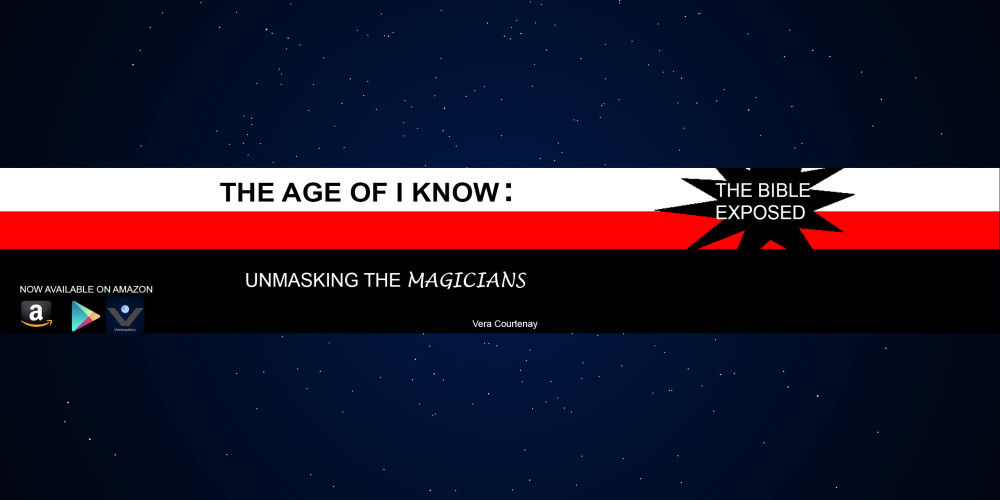 THE AGE OF I KNOW:
THE BIBLE
EXPOSED
UNMASKING THE MAGICIANS
NOW AVAILABLE ON AMAZON
a
Vera Courtenay